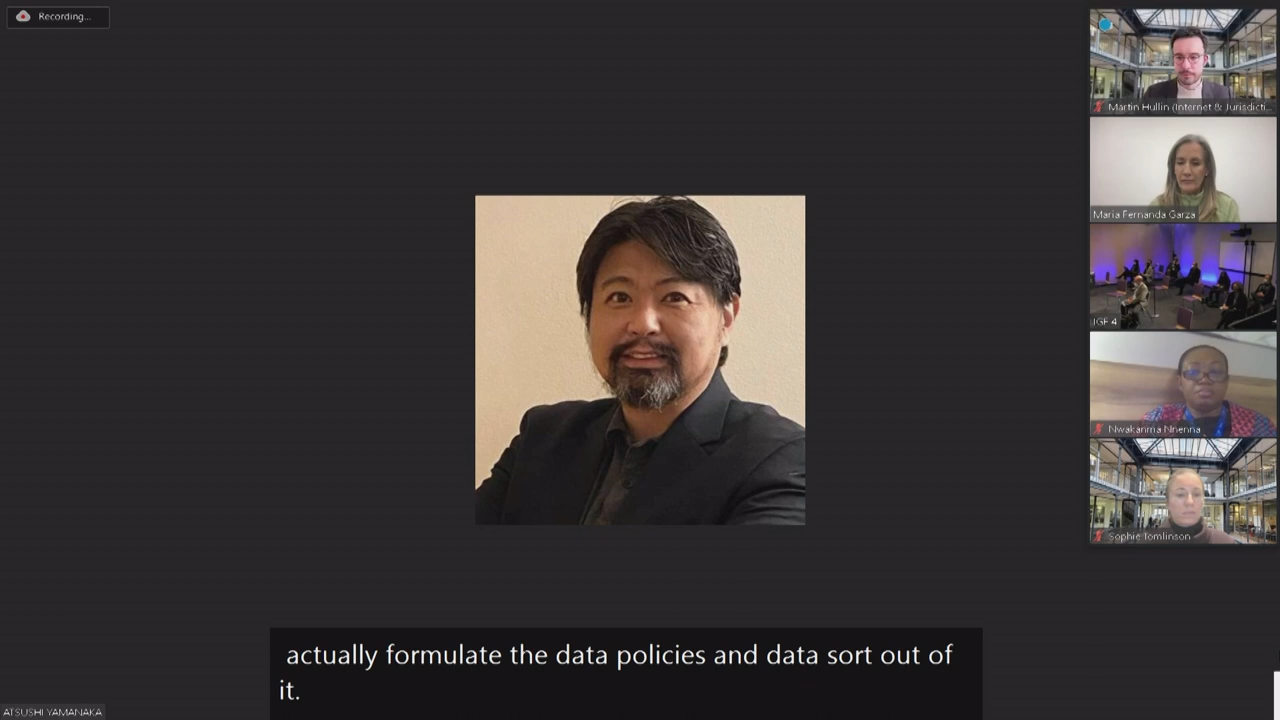 Recording...
Martin Hullin (Internet & Jurisdicti...
Maria Fernanda Garza
IGF 4
Nwakanma Nnenna
Sophie Tomlinson
actually formulate the data policies and data sort out of
it.
ATSUSHI YAMANAKA